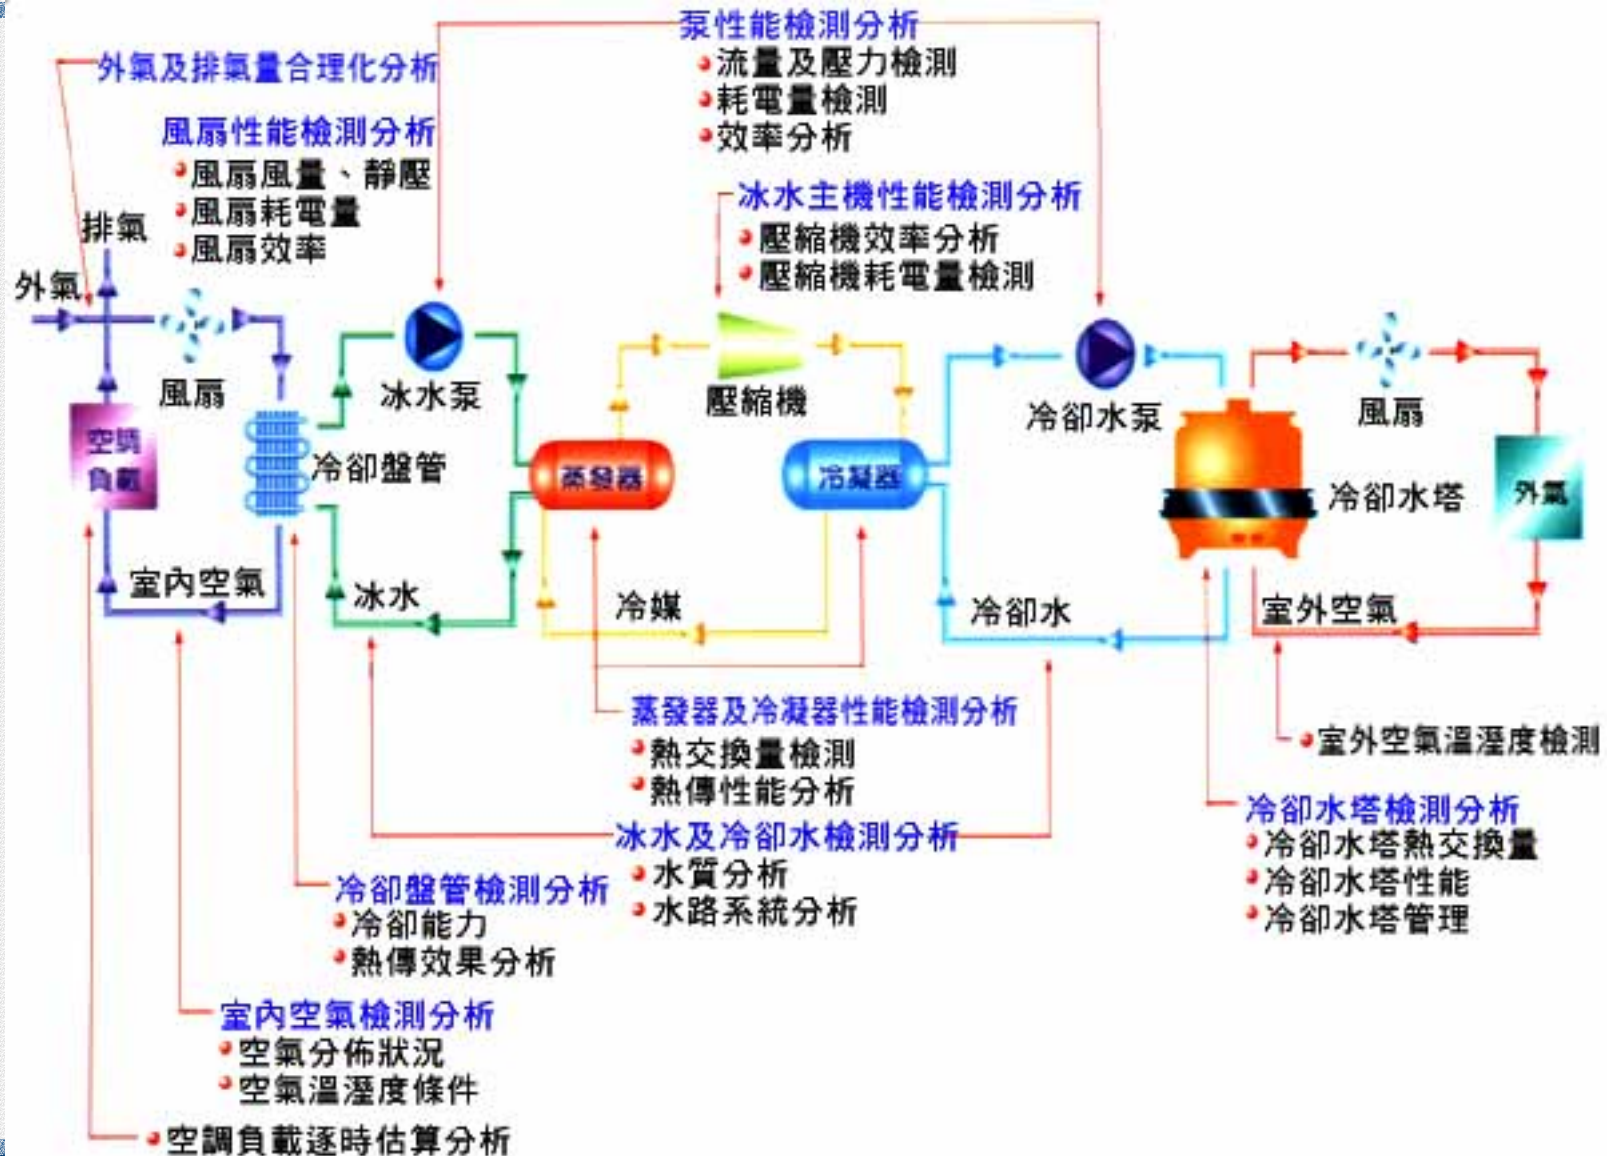 泵性能檢測分析
流量及壓力檢測
耗電量檢測
效率分析
外氣及排氣量合理化分析
風扇性能檢測分析
風扇風量、靜壓
風扇耗電量
風扇效率
冰水主機性能檢測分析
壓縮機效率分析
壓縮機耗電量檢測
排氣
外氣
風扇
冰水泵
壓縮機
冷卻水泵
風扇
空調
負載
冷卻盤管
蒸發器
冷凝器
冷卻水塔
外氣
室內空氣
冰水
冷媒
冷卻水
室外空氣
蒸發器及冷凝器性能檢測分析
熱交換量檢測
熱傳性能分析
室外空氣溫溼度檢測
冰水及冷卻水檢測分析
水質分析
水路系統分析
冷卻水塔檢測分析
冷卻水塔熱交換量
冷卻水塔性能
冷卻水塔管理
冷卻盤管檢測分析
冷卻能力
熱傳效果分析
室內空氣檢測分析
空氣分佈狀況
空氣溫溼度條件
空調負載逐時估算分析